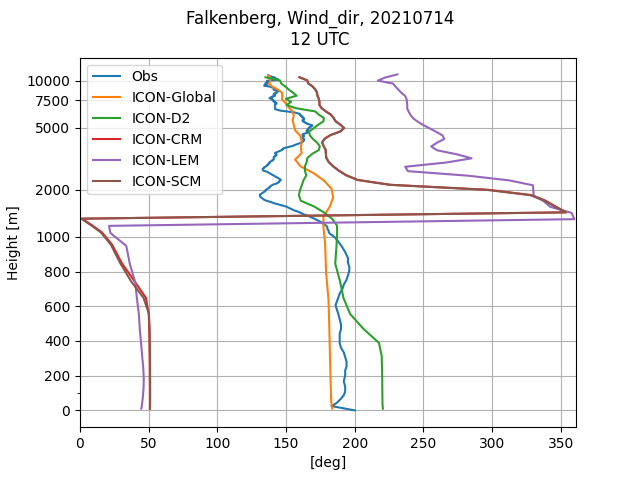 Falkenberg, Wind_dir, 20210714
12 UTC
Obs
ICON-Global
ICON-D2
ICON-CRM
ICON-LEM
ICON-SCM
Height [m]
10000
7500
5000
2000
1000
800
600
400
200
0
0 50 100 150 200 250 300 350
[deg]